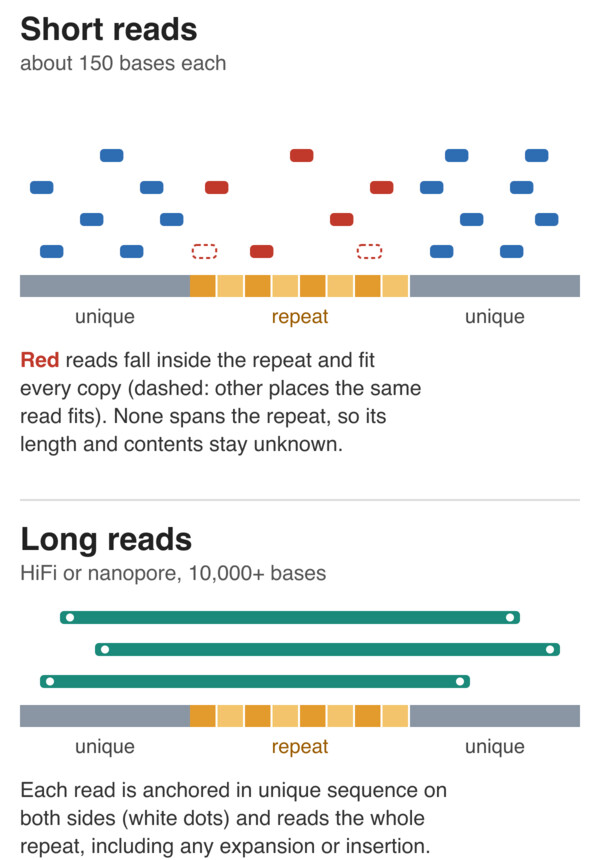 Short reads
about 150 bases each
unique
repeat
unique
Red reads fall inside the repeat and fit
every copy (dashed: other places the same
read fits). None spans the repeat, so its
length and contents stay unknown.
Long reads
HiFi or nanopore, 10,000+ bases
unique
repeat
unique
Each read is anchored in unique sequence on
both sides (white dots) and reads the whole
repeat, including any expansion or insertion.